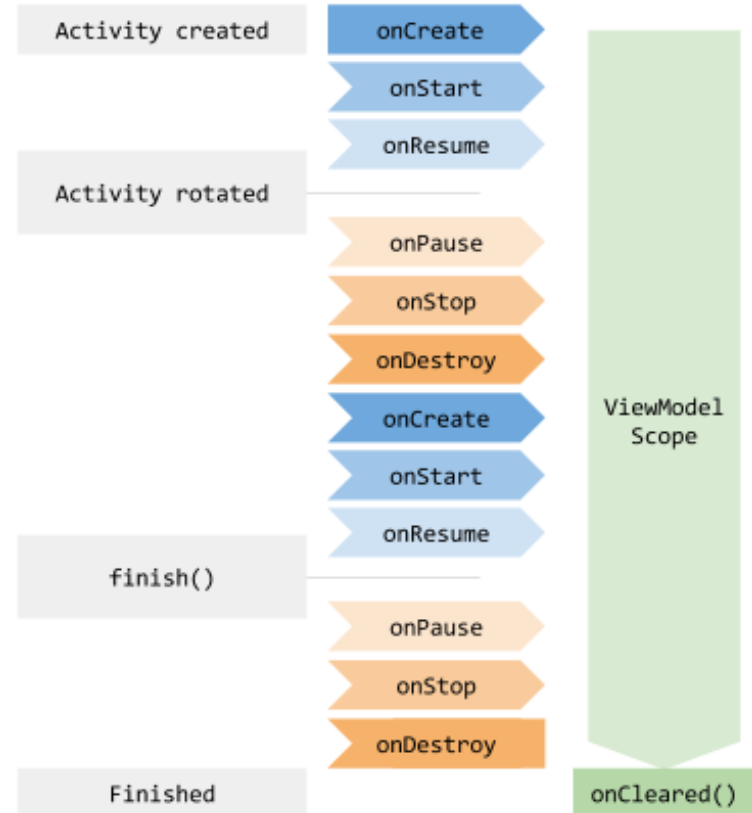 Activity created
onCreate
onStart
onResume
Activity rotated
onPause
onStop
onDestroy
onCreate
ViewModel
Scope
onStart
onResume
finish()
onPause
onStop
onDestroy
Finished
onCleared()